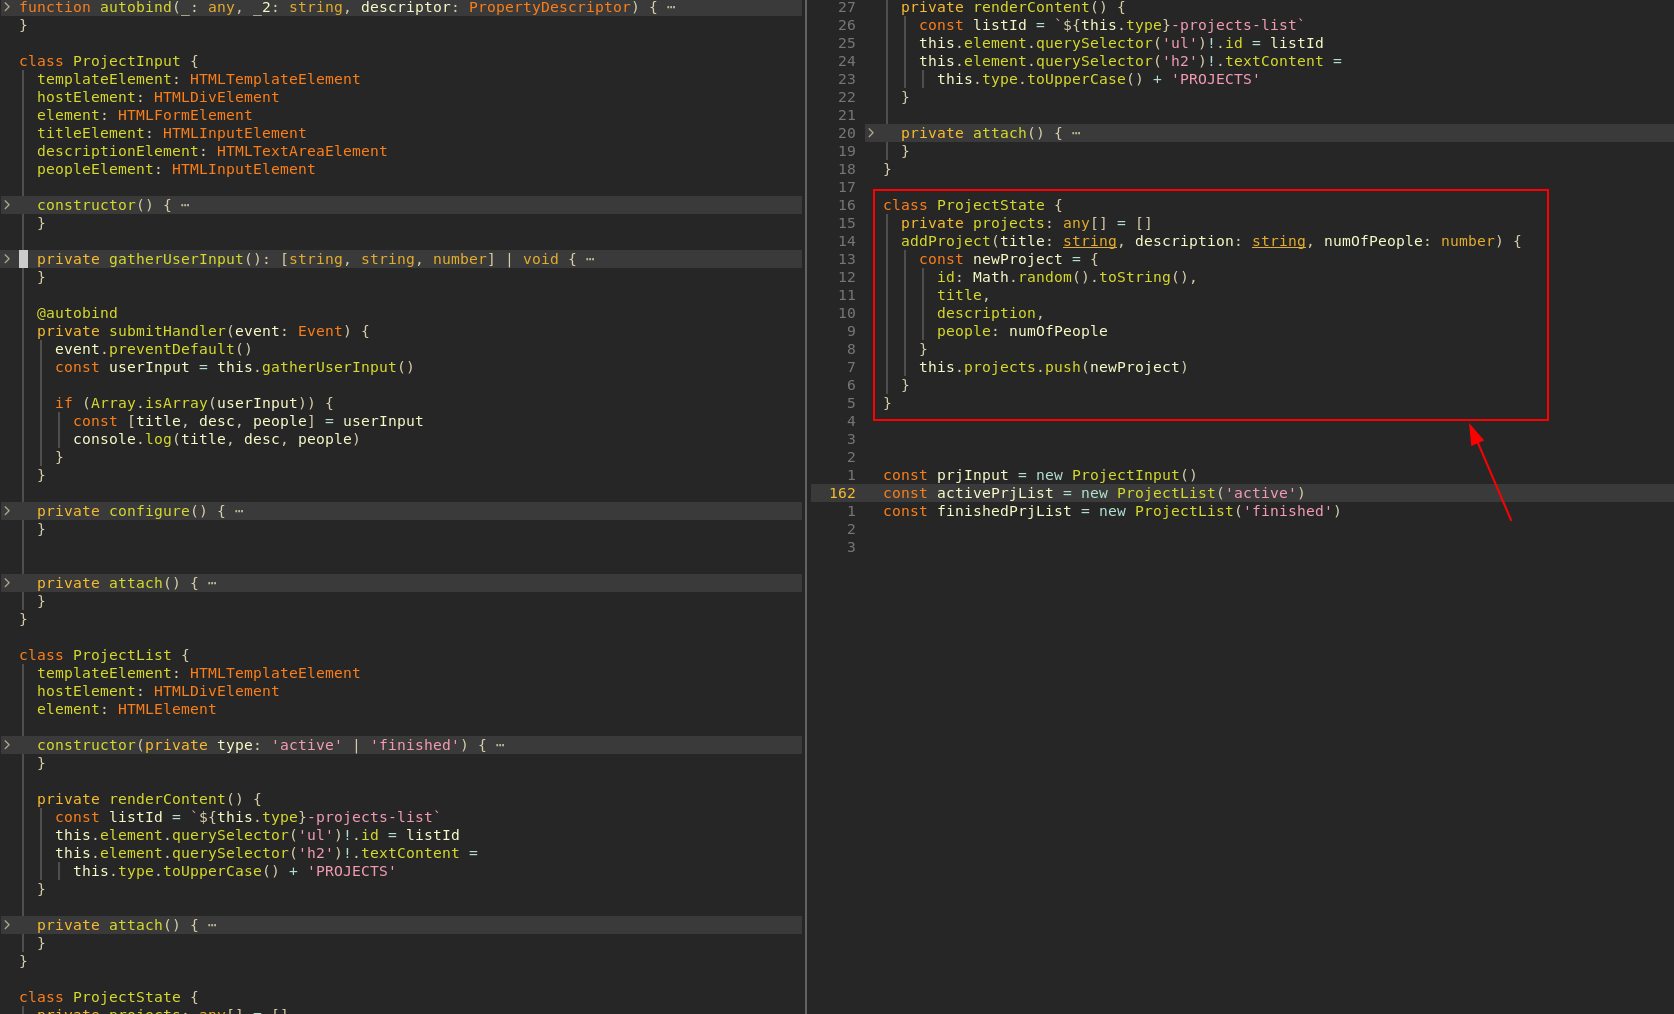 function autobind(_: any, _2: string, descriptor: PropertyDescriptor) { ⋯
}
class ProjectInput {
templateElement: HTMLTemplateElement
hostElement: HTMLDivElement
element: HTMLFormElement
titleElement: HTMLInputElement
descriptionElement: HTMLTextAreaElement
peopleElement: HTMLInputElement
constructor() { ⋯
}
private gatherUserInput(): [string, string, number] | void { ⋯
}
@autobind
private submitHandler(event: Event) {
event.preventDefault()
const userInput = this.gatherUserInput()
if (Array.isArray(userInput)) {
const [title, desc, people] = userInput
console.log(title, desc, people)
}
}
private configure() { ⋯
}
private attach() { ⋯
}
}
class ProjectList {
templateElement: HTMLTemplateElement
hostElement: HTMLDivElement
element: HTMLElement
constructor(private type: 'active' | 'finished') { ⋯
}
private renderContent() {
const listId = `${this.type}-projects-list`
this.element.querySelector('ul')!.id = listId
this.element.querySelector('h2')!.textContent =
this.type.toUpperCase() + 'PROJECTS'
}
private attach() { ⋯
}
}
class ProjectState {
private projects: any[] = []
27 private renderContent() {
26 const listId = `${this.type}-projects-list`
25 this.element.querySelector('ul')!.id = listId
24 this.element.querySelector('h2')!.textContent =
23 this.type.toUpperCase() + 'PROJECTS'
22 }
21
20 private attach() { ⋯
19 }
18 }
17
16 class ProjectState {
15 private projects: any[] = []
14 addProject(title: string, description: string, numOfPeople: number) {
13 const newProject = {
12 id: Math.random().toString(),
11 title,
10 description,
9 people: numOfPeople
8 }
7 this.projects.push(newProject)
6 }
5 }
4
3
2
1 const prjInput = new ProjectInput()
162 const activePrjList = new ProjectList('active')
1 const finishedPrjList = new ProjectList('finished')
2
3